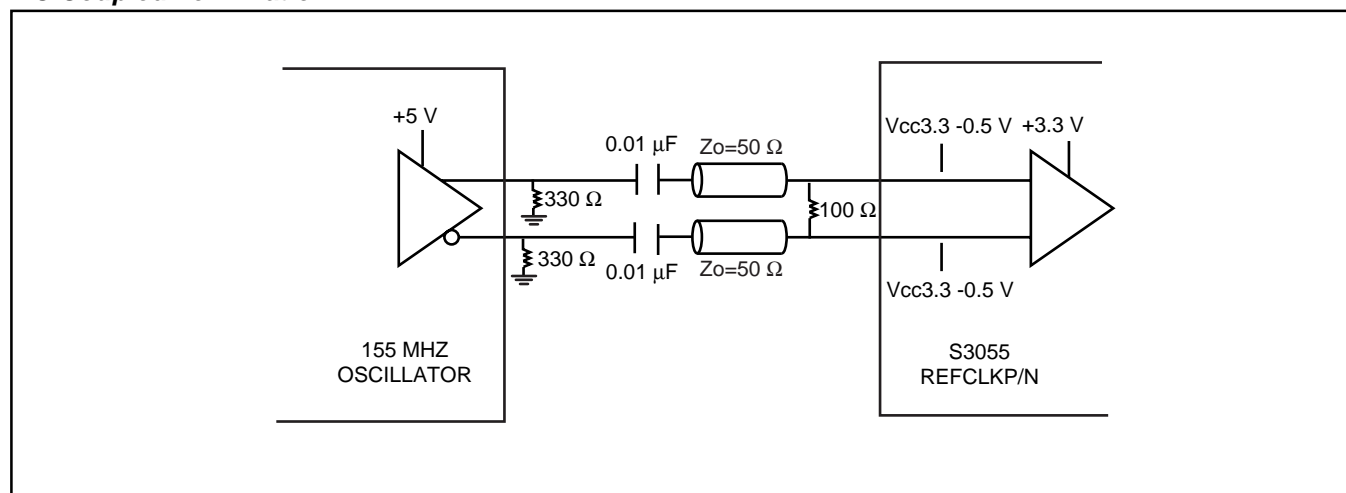 +5 V
0.01 µF
Zo=50 Ω
Vcc3.3 -0.5 V
+3.3 V
330 Ω
100 Ω
330 Ω
0.01 µF
Zo=50 Ω
Vcc3.3 -0.5 V
155 MHZ
OSCILLATOR
S3055
REFCLKP/N